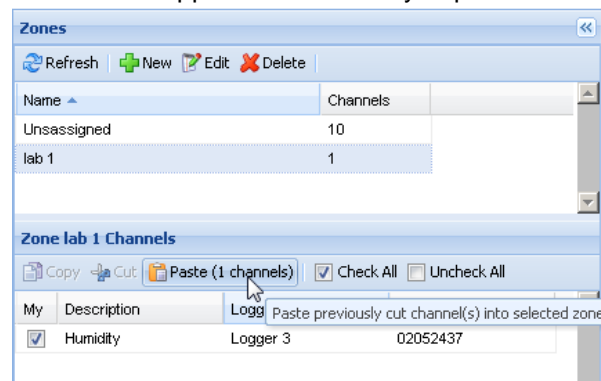 Zones
Refresh New Edit Delete
Name Channels
Unsassigned 10
lab 1 1
Zone lab 1 Channels
Copy Cut Paste (1 channels) Check All Uncheck All
My Description Logg
Paste previously cut channel(s) into selected zone
Humidity Logger 3 02052437